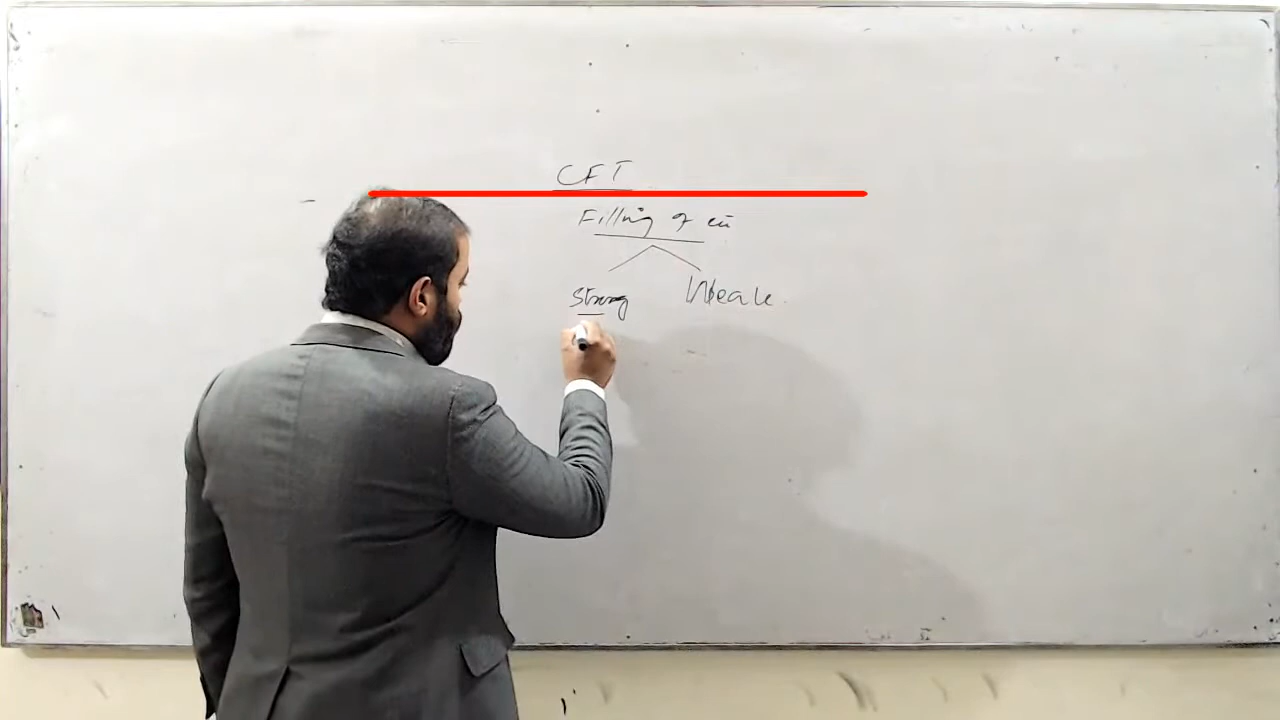 CFT
Filling of e̅s
Strong Weak